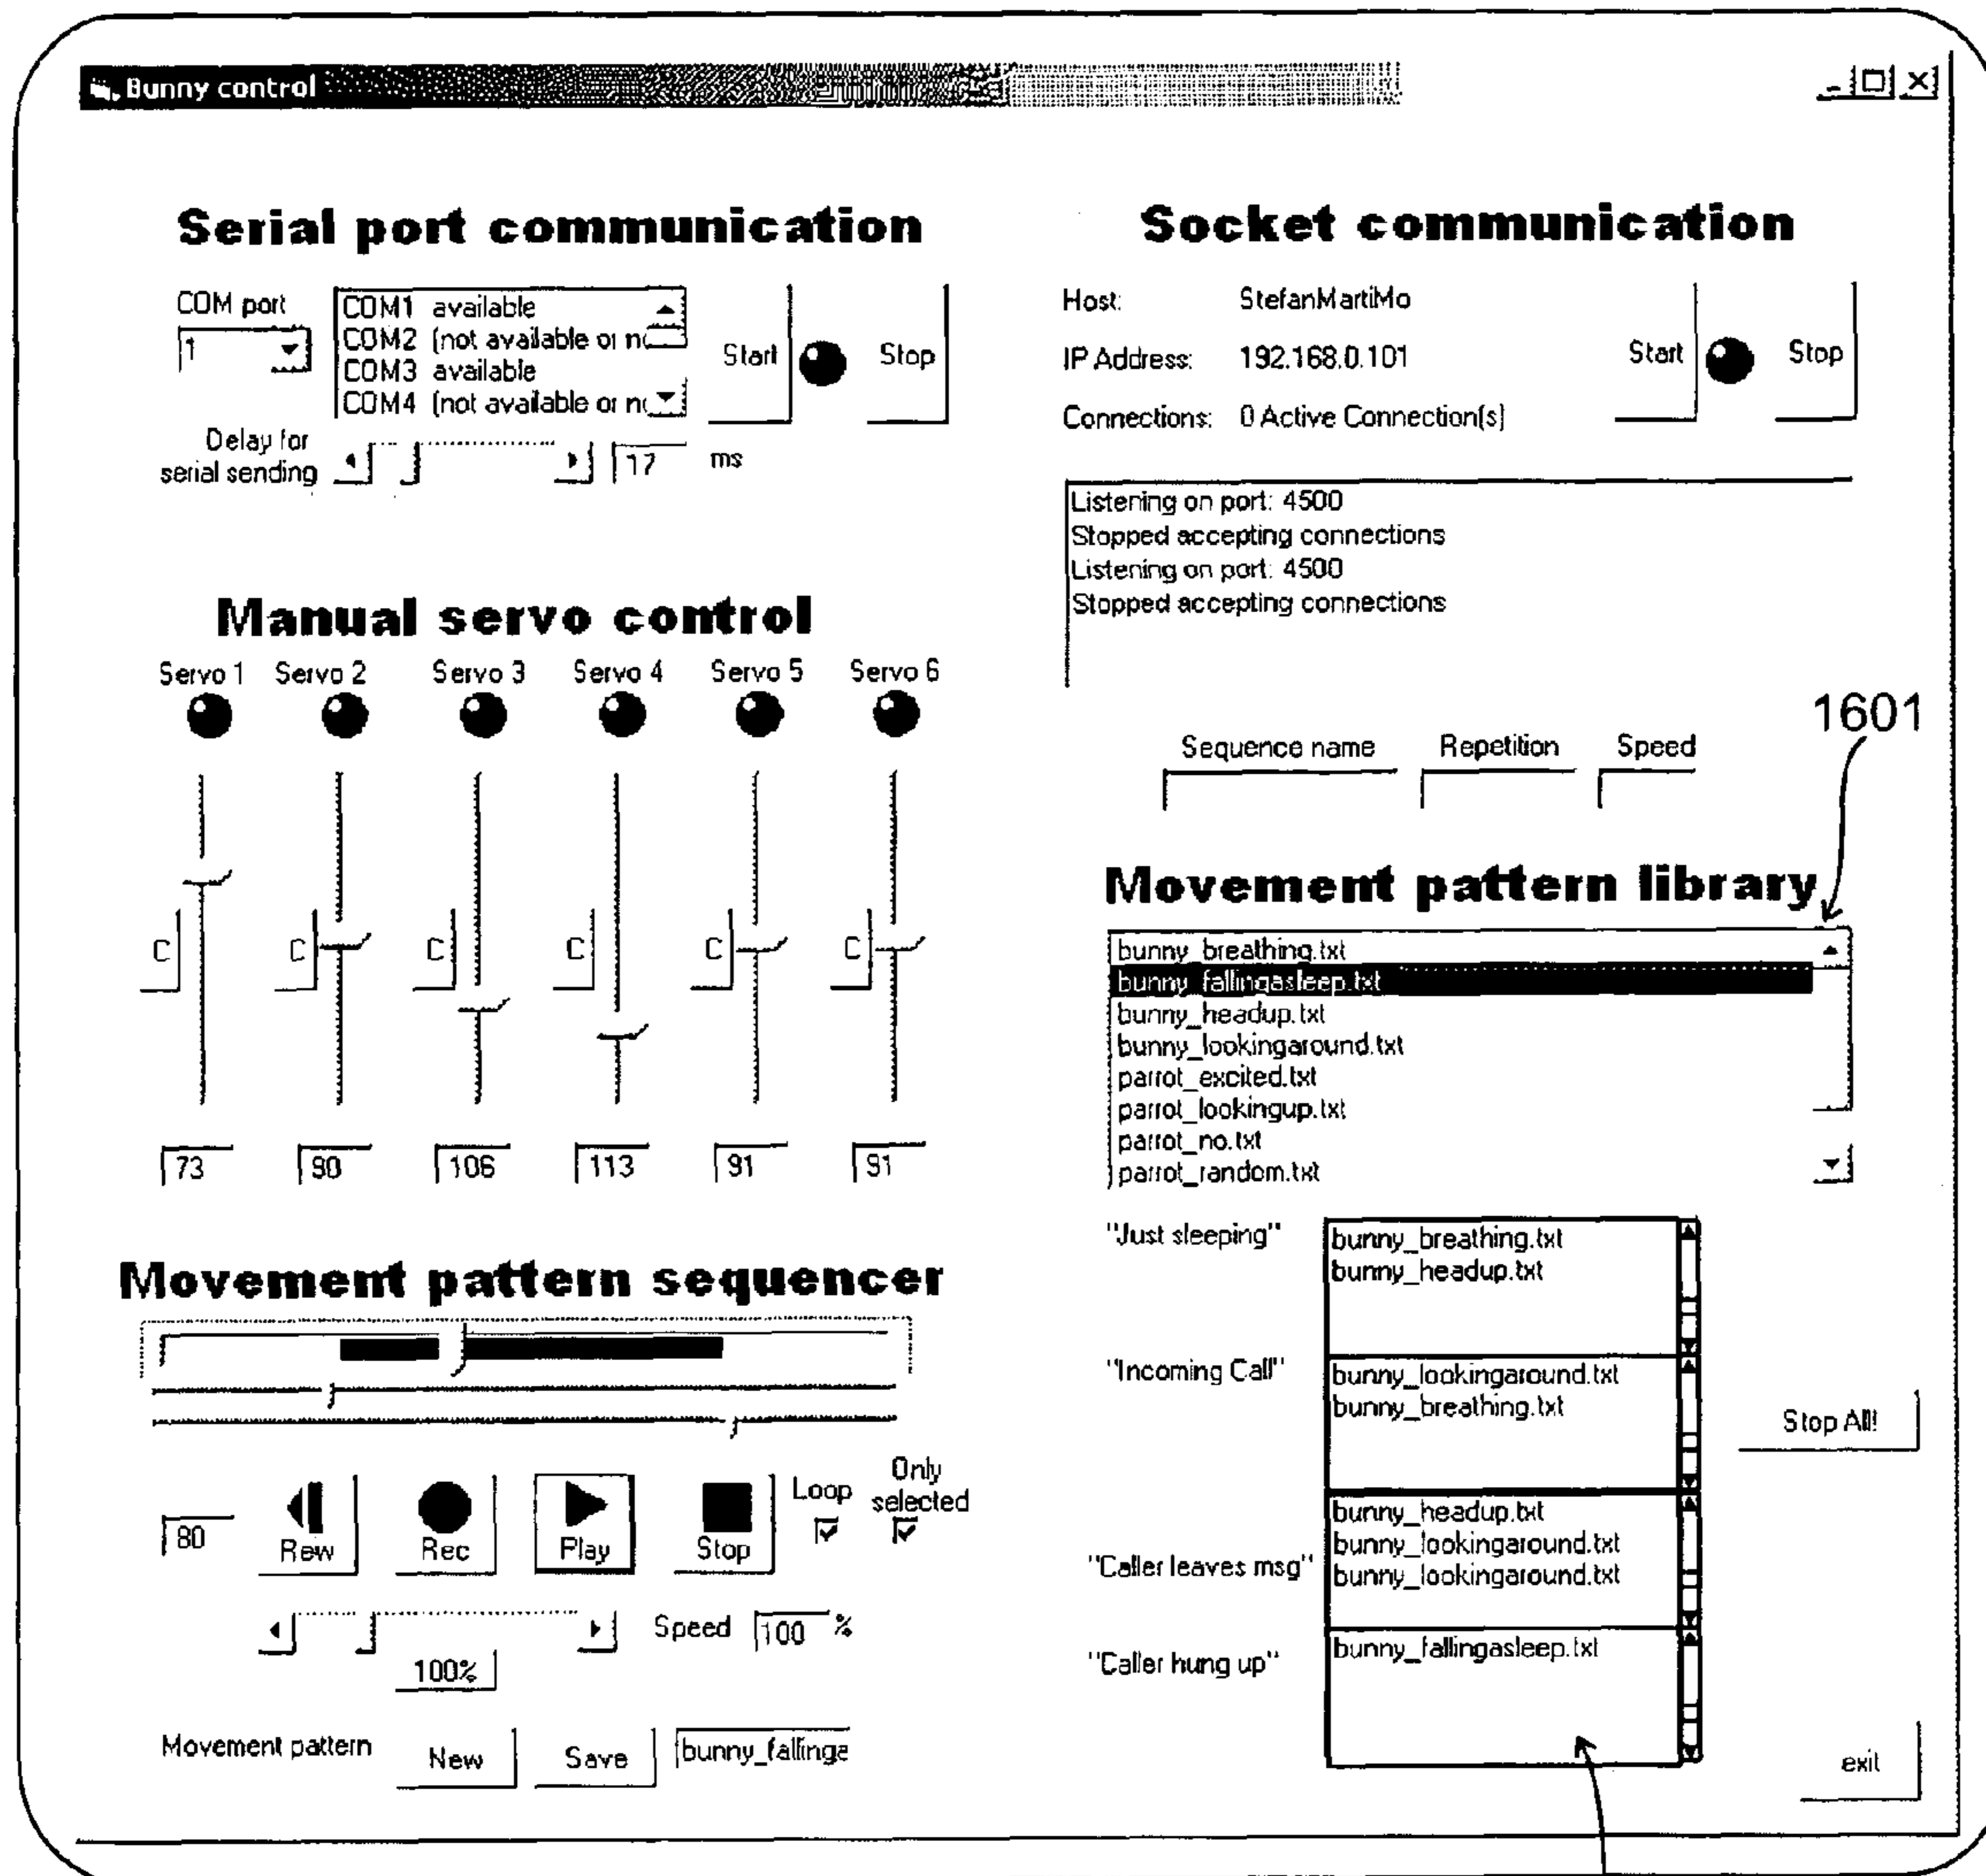 Bunny control
Serial port communication
COM port
1
COM1 available
COM2 (not available or no
COM3 available
COM4 (not available or no
Start
Stop
Delay for
serial sending
17
ms
Manual servo control
Servo 1 Servo 2 Servo 3 Servo 4 Servo 5 Servo 6
C C C C C C
73 90 106 113 91 91
Movement pattern sequencer
80
Rew
Rec
Play
Stop
Loop
Only
selected
Speed 100 %
100%
Movement pattern
New
Save
bunny_fallinga
Socket communication
Host: StefanMartiMo
IP Address: 192.168.0.101
Connections: 0 Active Connection(s)
Start
Stop
Listening on port: 4500
Stopped accepting connections
Listening on port: 4500
Stopped accepting connections
1601
Sequence name Repetition Speed
Movement pattern library
bunny_breathing.txt
bunny_fallingasleep.txt
bunny_headup.txt
bunny_lookingaround.txt
parrot_excited.txt
parrot_lookingup.txt
parrot_no.txt
parrot_random.txt
"Just sleeping"
bunny_breathing.txt
bunny_headup.txt
"Incoming Call"
bunny_lookingaround.txt
bunny_breathing.txt
Stop All!
"Caller leaves msg"
bunny_headup.txt
bunny_lookingaround.txt
bunny_lookingaround.txt
"Caller hung up"
bunny_fallingasleep.txt
exit